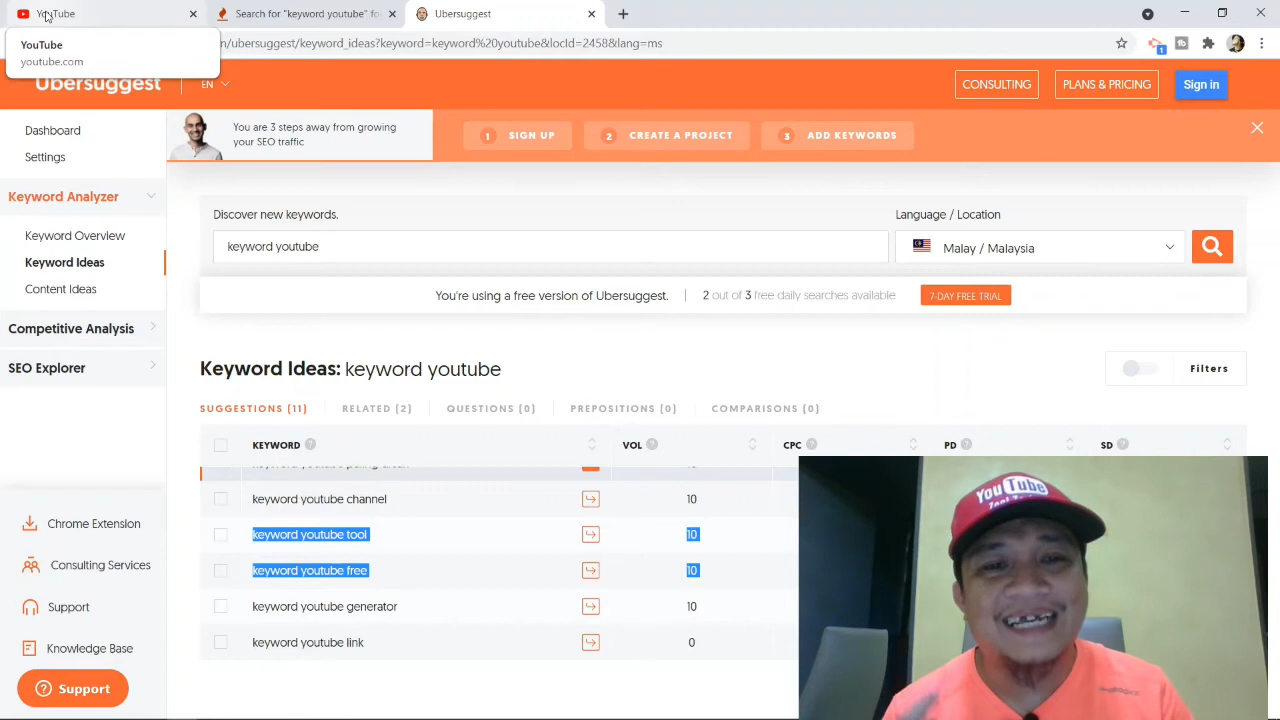 YouTube
Search for "keyword youtube" fo
Ubersuggest
YouTube
youtube.com
n/ubersuggest/keyword_ideas?keyword=keyword%20youtube&locId=2458&lang=ms
1
Ubersuggest
EN
CONSULTING
PLANS & PRICING
Sign in
Dashboard
Settings
Keyword Analyzer
Keyword Overview
Keyword Ideas
Content Ideas
Competitive Analysis
SEO Explorer
Chrome Extension
Consulting Services
Support
Knowledge Base
Support
You are 3 steps away from growing
your SEO traffic
1 SIGN UP
2 CREATE A PROJECT
3 ADD KEYWORDS
Discover new keywords.
Language / Location
keyword youtube
Malay / Malaysia
You're using a free version of Ubersuggest.
2 out of 3 free daily searches available
7-DAY FREE TRIAL
Keyword Ideas: keyword youtube
Filters
SUGGESTIONS (11)
RELATED (2)
QUESTIONS (0)
PREPOSITIONS (0)
COMPARISONS (0)
KEYWORD
VOL
CPC
PD
SD
keyword youtube channel 10
keyword youtube tool 10
keyword youtube free 10
keyword youtube generator 10
keyword youtube link 0
YouTube